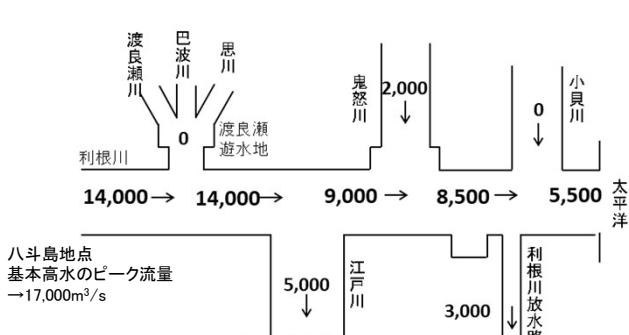 渡良瀬川
巴波川
思川
鬼怒川
2,000
小貝川
0
0
渡良瀬
遊水地
利根川
14,000→
14,000→
9,000→
8,500→
5,500
太平洋
八斗島地点
基本高水のピーク流量
→17,000m³/s
5,000
江戸川
3,000
利根川放水路